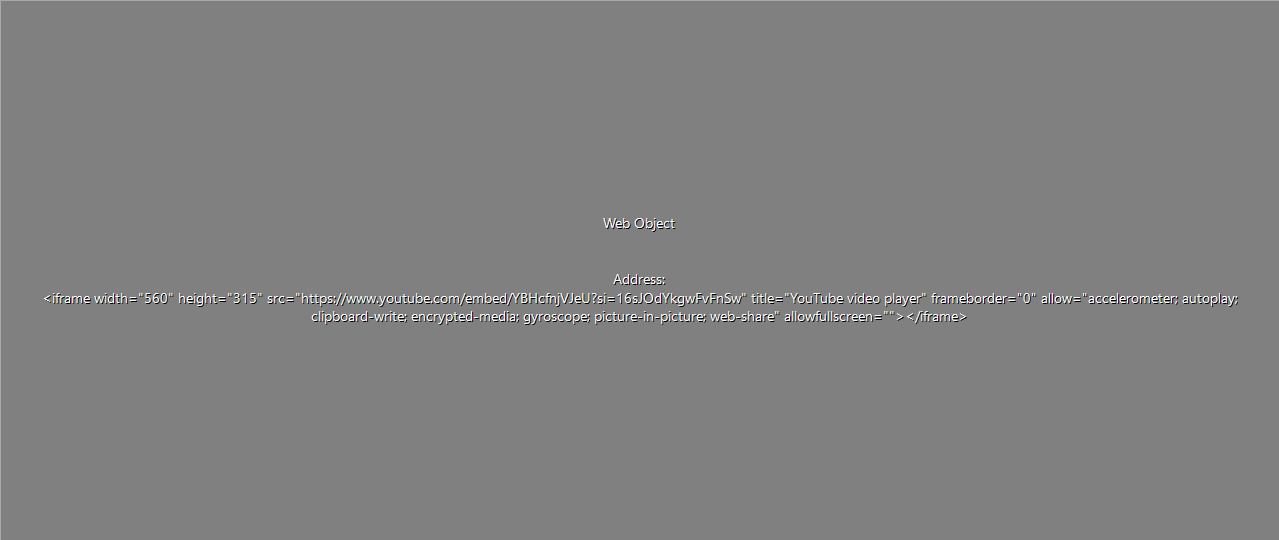 Web Object
Address:
<iframe width="560" height="315" src="https://www.youtube.com/embed/YBHcfnjVJeU?si=16sJOdYkgwFvFnSw" title="YouTube video player" frameborder="0" allow="accelerometer; autoplay;
clipboard-write; encrypted-media; gyroscope; picture-in-picture; web-share" allowfullscreen=""></iframe>